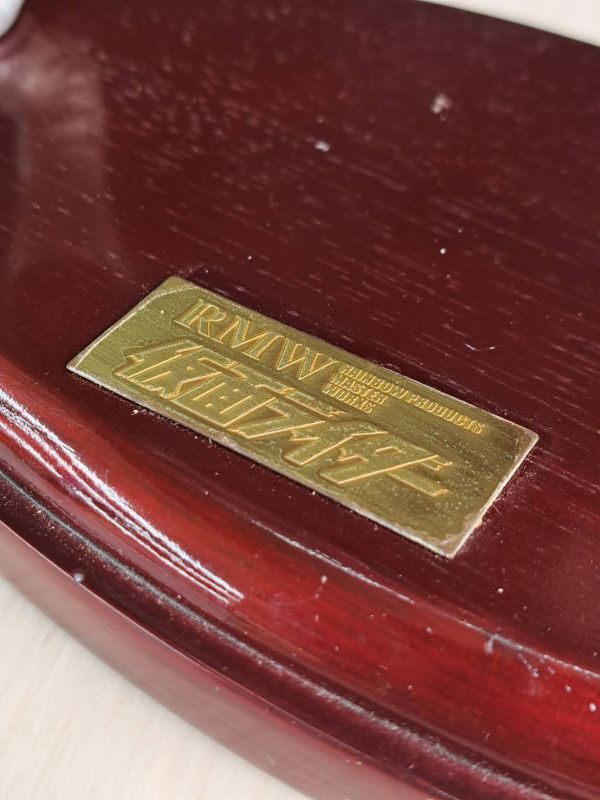 RMW
RAINBOW PRODUCTS
MASTER
WORKS
仮面ライダー